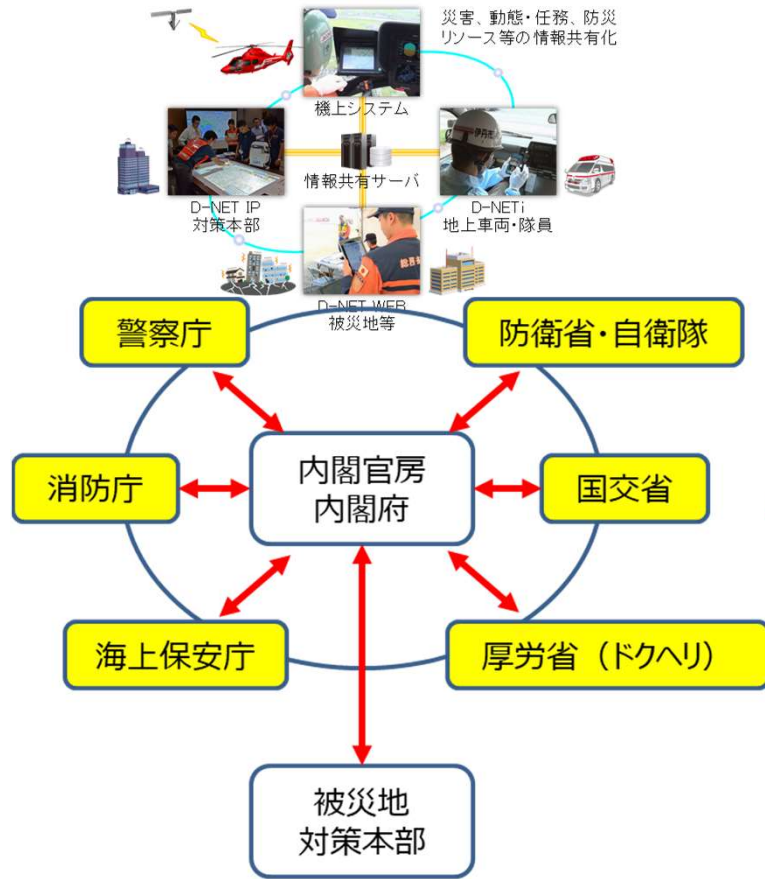 災害、動態・任務、防災
リソース等の情報共有化
機上システム
情報共有サーバ
D-NET IP
対策本部
D-NETi
地上車両・隊員
D-NET WEB
被災地等
警察庁
防衛省・自衛隊
内閣官房
内閣府
消防庁
国交省
海上保安庁
厚労省（ドクヘリ）
被災地
対策本部